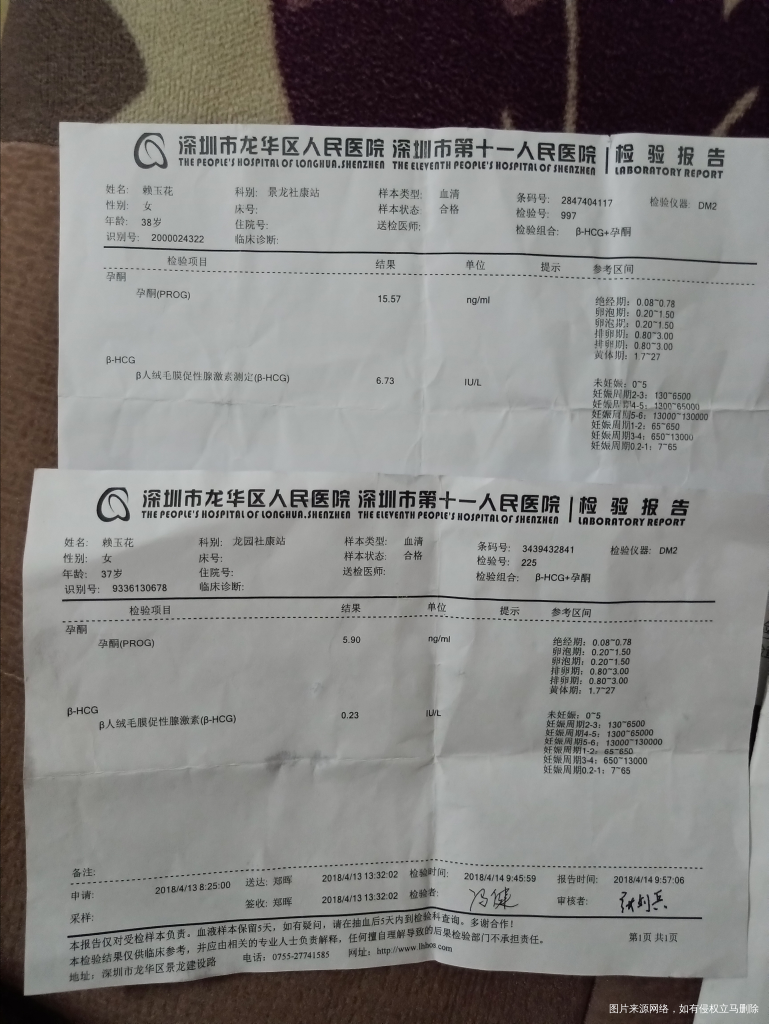 深圳市龙华区人民医院 深圳市第十一人民医院 检验报告
THE PEOPLE'S HOSPITAL OF LONGHUA.SHENZHEN THE ELEVENTH PEOPLE'S HOSPITAL OF SHENZHEN LABORATORY REPORT
姓名: 赖玉花 科别: 景龙社康站 样本类型: 血清 条码号: 2847404117 检验仪器: DM2
性别: 女 床号: 样本状态: 合格 检验号: 997
年龄: 38岁 住院号: 送检医师: 检验组合: β-HCG+孕酮
识别号: 2000024322 临床诊断:
检验项目 结果 单位 提示 参考区间
孕酮
孕酮(PROG) 15.57 ng/ml 绝经期: 0.08~0.78
卵泡期: 0.20~1.50
卵泡期: 0.20~1.50
排卵期: 0.80~3.00
排卵期: 0.80~3.00
黄体期: 1.7~27
β-HCG
β人绒毛膜促性腺激素测定(β-HCG) 6.73 IU/L 未妊娠: 0~5
妊娠周期2-3: 130~6500
妊娠周期4-5: 1300~65000
妊娠周期5-6: 13000~130000
妊娠周期1-2: 65~650
妊娠周期3-4: 650~13000
妊娠周期0.2-1: 7~65
深圳市龙华区人民医院 深圳市第十一人民医院 检验报告
THE PEOPLE'S HOSPITAL OF LONGHUA.SHENZHEN THE ELEVENTH PEOPLE'S HOSPITAL OF SHENZHEN LABORATORY REPORT
姓名: 赖玉花 科别: 龙园社康站 样本类型: 血清 条码号: 3439432841 检验仪器: DM2
性别: 女 床号: 样本状态: 合格 检验号: 225
年龄: 37岁 住院号: 送检医师: 检验组合: β-HCG+孕酮
识别号: 9336130678 临床诊断:
检验项目 结果 单位 提示 参考区间
孕酮
孕酮(PROG) 5.90 ng/ml 绝经期: 0.08~0.78
卵泡期: 0.20~1.50
卵泡期: 0.20~1.50
排卵期: 0.80~3.00
排卵期: 0.80~3.00
黄体期: 1.7~27
β-HCG
β人绒毛膜促性腺激素(β-HCG) 0.23 IU/L 未妊娠: 0~5
妊娠周期2-3: 130~6500
妊娠周期4-5: 1300~65000
妊娠周期5-6: 13000~130000
妊娠周期1-2: 65~650
妊娠周期3-4: 650~13000
妊娠周期0.2-1: 7~65
备注:
申请: 2018/4/13 8:25:00 送达: 郑晖 2018/4/13 13:32:02 检验时间: 2018/4/14 9:45:59 报告时间: 2018/4/14 9:57:06
采样: 签收: 郑晖 2018/4/13 13:32:02 检验者: 审核者:
本报告仅对受检样本负责。血液样本保留5天，如有疑问，请在抽血后5天内到检验科查询。多谢合作！
本检验结果仅供临床参考，并应由相关的专业人士负责解释，任何擅自理解导致的后果检验部门不承担责任。 第1页 共1页
地址: 深圳市龙华区景龙建设路 电话: 0755-27741585 网址: http://www.lhhos.com
图片来源网络，如有侵权立马删除